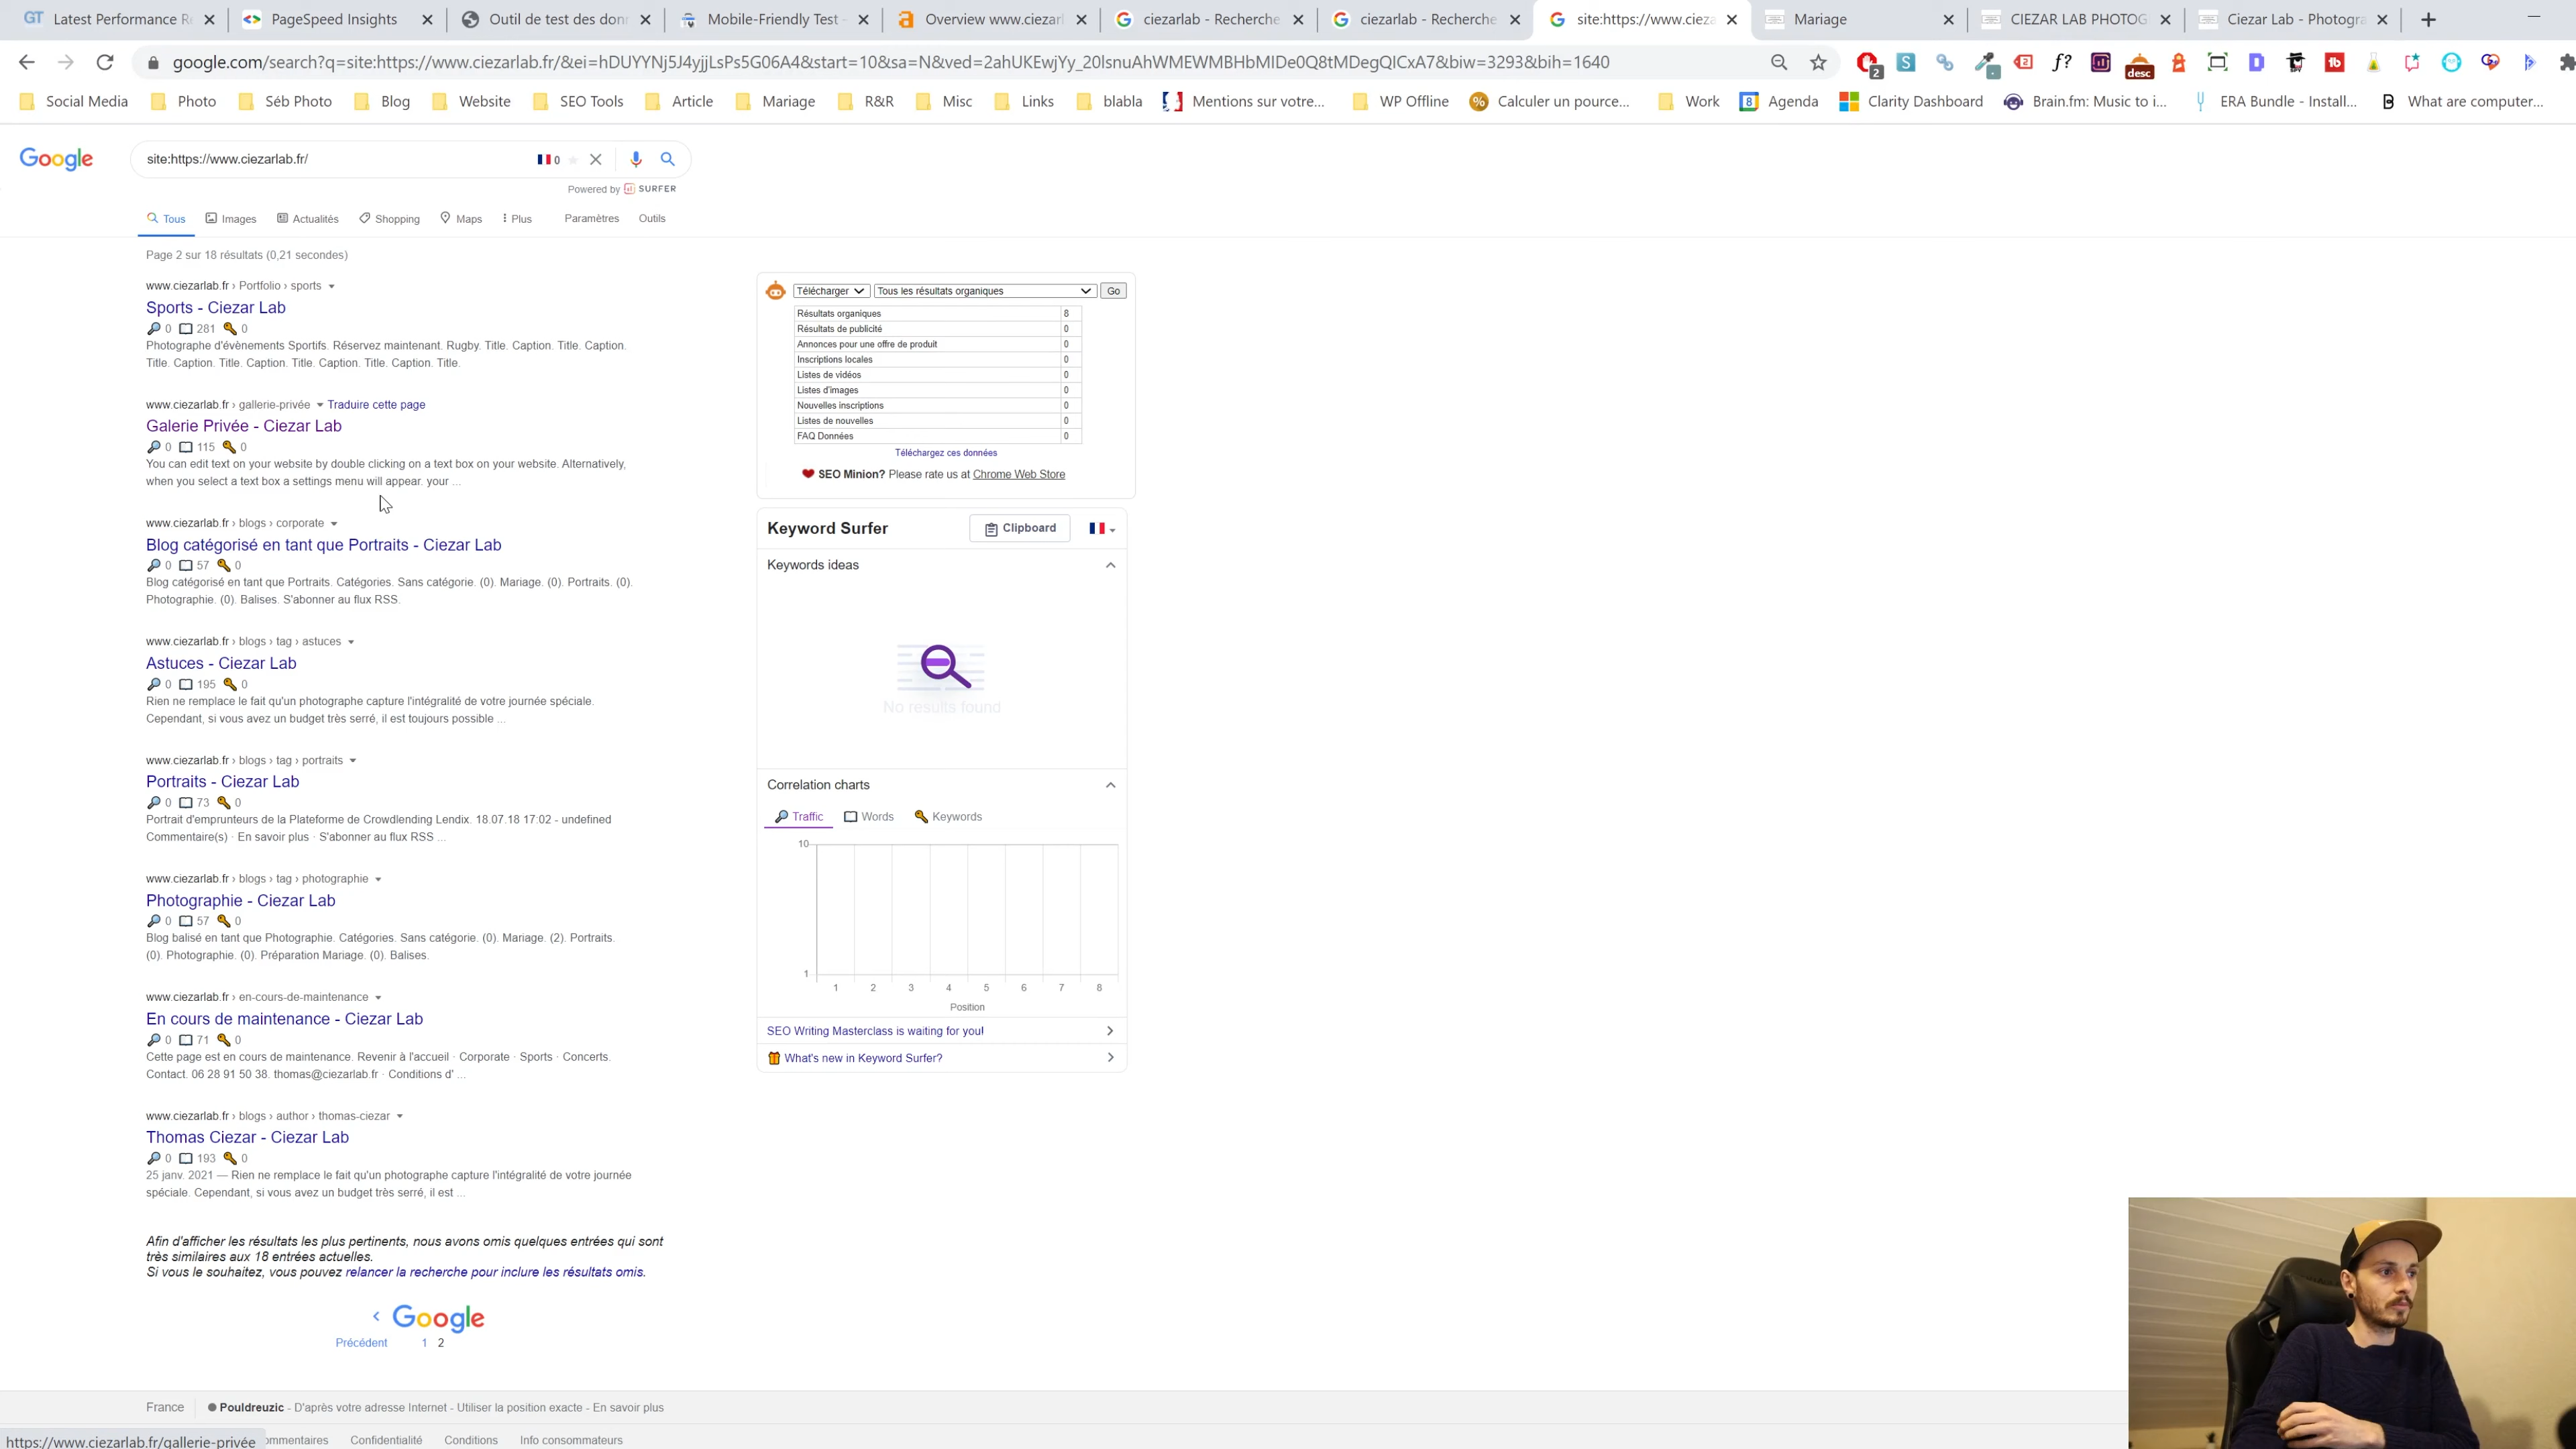 GT Latest Performance Re
PageSpeed Insights
Outil de test des don
Mobile-Friendly Test -
Overview www.ciezarl
ciezarlab - Recherche
ciezarlab - Recherche
site:https://www.cieza
Mariage
CIEZAR LAB PHOTOG
Ciezar Lab - Photogra
google.com/search?q=site:https://www.ciezarlab.fr/&ei=hDUYYNj5J4yjjLsPs5G06A4&start=10&sa=N&ved=2ahUKEwjYy_20lsnuAhWMEWMBHbMIDe0Q8tMDegQICxA7&biw=3293&bih=1640
2
desc
f?
Social Media
Photo
Séb Photo
Blog
Website
SEO Tools
Article
Mariage
R&R
Misc
Links
blabla
Mentions sur votre...
WP Offline
Calculer un pource...
Work
8 Agenda
Clarity Dashboard
Brain.fm: Music to i...
ERA Bundle - Install...
What are computer...
Google
site:https://www.ciezarlab.fr/
0
Powered by SURFER
Tous
Images
Actualités
Shopping
Maps
Plus
Paramètres
Outils
Page 2 sur 18 résultats (0,21 secondes)
www.ciezarlab.fr › Portfolio › sports
Sports - Ciezar Lab
0 281 0
Photographe d'évènements Sportifs. Réservez maintenant. Rugby. Title. Caption. Title. Caption.
Title. Caption. Title. Caption. Title. Caption. Title. Caption. Title.
www.ciezarlab.fr › gallerie-privée Traduire cette page
Galerie Privée - Ciezar Lab
0 115 0
You can edit text on your website by double clicking on a text box on your website. Alternatively,
when you select a text box a settings menu will appear. your ...
www.ciezarlab.fr › blogs › corporate
Blog catégorisé en tant que Portraits - Ciezar Lab
0 57 0
Blog catégorisé en tant que Portraits. Catégories. Sans catégorie. (0). Mariage. (0). Portraits. (0).
Photographie. (0). Balises. S'abonner au flux RSS.
www.ciezarlab.fr › blogs › tag › astuces
Astuces - Ciezar Lab
0 195 0
Rien ne remplace le fait qu'un photographe capture l'intégralité de votre journée spéciale.
Cependant, si vous avez un budget très serré, il est toujours possible ...
www.ciezarlab.fr › blogs › tag › portraits
Portraits - Ciezar Lab
0 73 0
Portrait d'emprunteurs de la Plateforme de Crowdlending Lendix. 18.07.18 17:02 - undefined
Commentaire(s) · En savoir plus · S'abonner au flux RSS ...
www.ciezarlab.fr › blogs › tag › photographie
Photographie - Ciezar Lab
0 57 0
Blog balisé en tant que Photographie. Catégories. Sans catégorie. (0). Mariage. (2). Portraits.
(0). Photographie. (0). Préparation Mariage. (0). Balises.
www.ciezarlab.fr › en-cours-de-maintenance
En cours de maintenance - Ciezar Lab
0 71 0
Cette page est en cours de maintenance. Revenir à l'accueil · Corporate · Sports · Concerts.
Contact. 06 28 91 50 38. thomas@ciezarlab.fr · Conditions d' ...
www.ciezarlab.fr › blogs › author › thomas-ciezar
Thomas Ciezar - Ciezar Lab
0 193 0
25 janv. 2021 — Rien ne remplace le fait qu'un photographe capture l'intégralité de votre journée
spéciale. Cependant, si vous avez un budget très serré, il est ...
Afin d'afficher les résultats les plus pertinents, nous avons omis quelques entrées qui sont
très similaires aux 18 entrées actuelles.
Si vous le souhaitez, vous pouvez relancer la recherche pour inclure les résultats omis.
Google
Précédent 1 2
Télécharger Tous les résultats organiques Go
Résultats organiques 8
Résultats de publicité 0
Annonces pour une offre de produit 0
Inscriptions locales 0
Listes de vidéos 0
Listes d'images 0
Nouvelles inscriptions 0
Listes de nouvelles 0
FAQ Données 0
Téléchargez ces données
SEO Minion? Please rate us at Chrome Web Store
Keyword Surfer Clipboard
Keywords ideas
No results found
Correlation charts
Traffic Words Keywords
10
1
1 2 3 4 5 6 7 8
Position
SEO Writing Masterclass is waiting for you!
What's new in Keyword Surfer?
France Pouldreuzic - D'après votre adresse Internet - Utiliser la position exacte - En savoir plus
https://www.ciezarlab.fr/gallerie-privée
ommentaires Confidentialité Conditions Info consommateurs